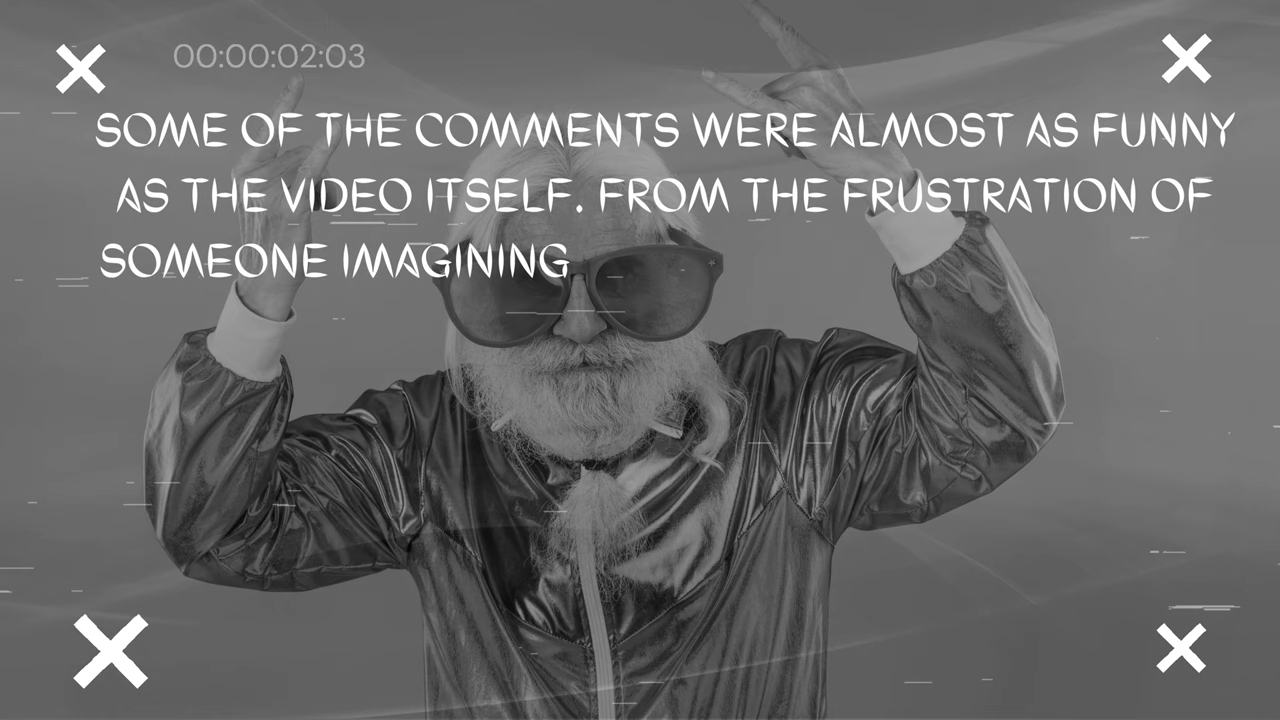 00:00:02:03
SOME OF THE COMMENTS WERE ALMOST AS FUNNY
AS THE VIDEO ITSELF. FROM THE FRUSTRATION OF
SOMEONE IMAGINING